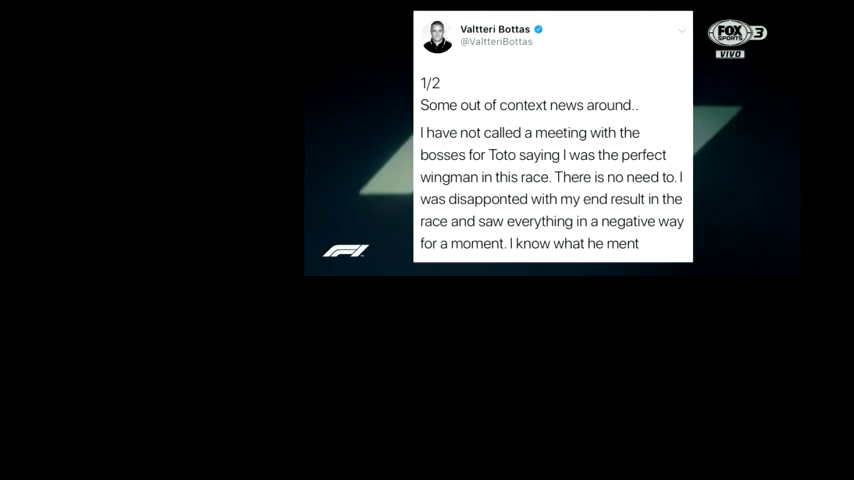 Valtteri Bottas
@ValtteriBottas
1/2
Some out of context news around..
I have not called a meeting with the
bosses for Toto saying I was the perfect
wingman in this race. There is no need to. I
was disapponted with my end result in the
race and saw everything in a negative way
for a moment. I know what he ment
FOX
SPORTS
3
VIVO
F1